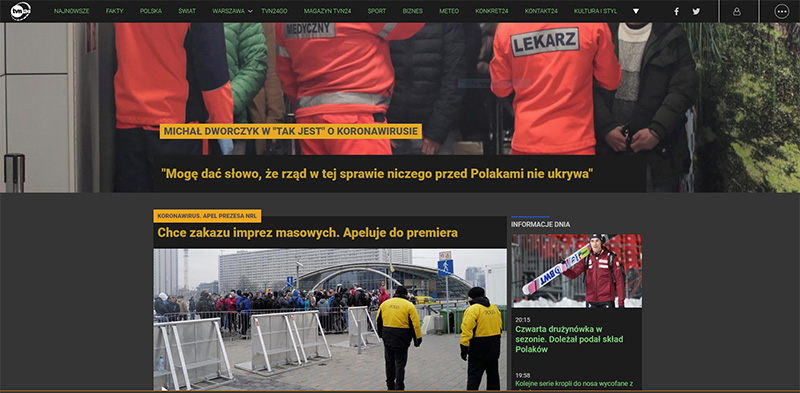 tvn24
NAJNOWSZE FAKTY POLSKA ŚWIAT WARSZAWA TVN24GO MAGAZYN TVN24 SPORT BIZNES METEO KONKRET24 KONTAKT24 KULTURA I STYL
MEDYCZNY
LEKARZ
MICHAŁ DWORCZYK W "TAK JEST" O KORONAWIRUSIE
"Mogę dać słowo, że rząd w tej sprawie niczego przed Polakami nie ukrywa"
KORONAWIRUS. APEL PREZESA NRL
Chce zakazu imprez masowych. Apeluje do premiera
INFORMACJE DNIA
20:15
Czwarta drużynówka w
sezonie. Doleżał podał skład
Polaków
19:58
Kolejne serie kropli do nosa wycofane z